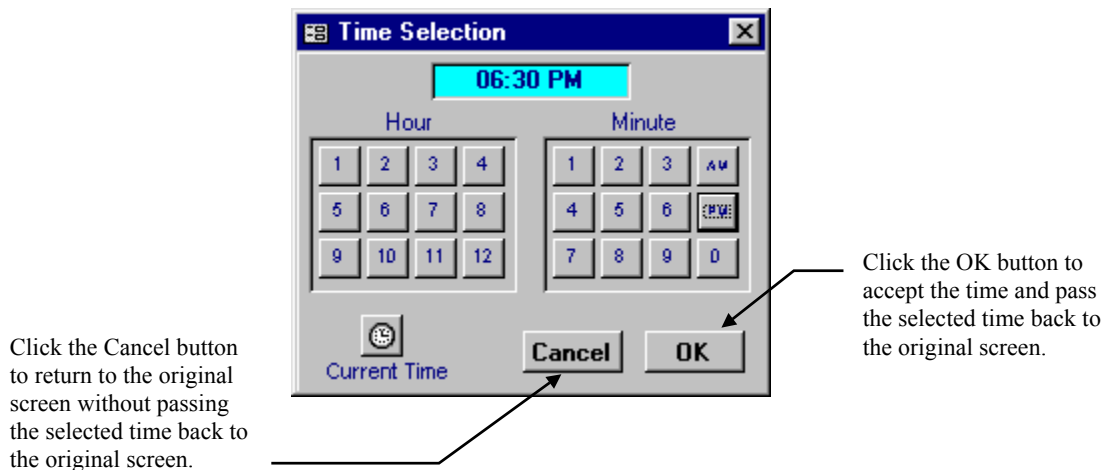 Time Selection
06:30 PM
Hour Minute
1 2 3 4 1 2 3 AM
5 6 7 8 4 5 6 PM
9 10 11 12 7 8 9 0
Current Time
Cancel OK
Click the OK button to
accept the time and pass
the selected time back to
the original screen.
Click the Cancel button
to return to the original
screen without passing
the selected time back to
the original screen.